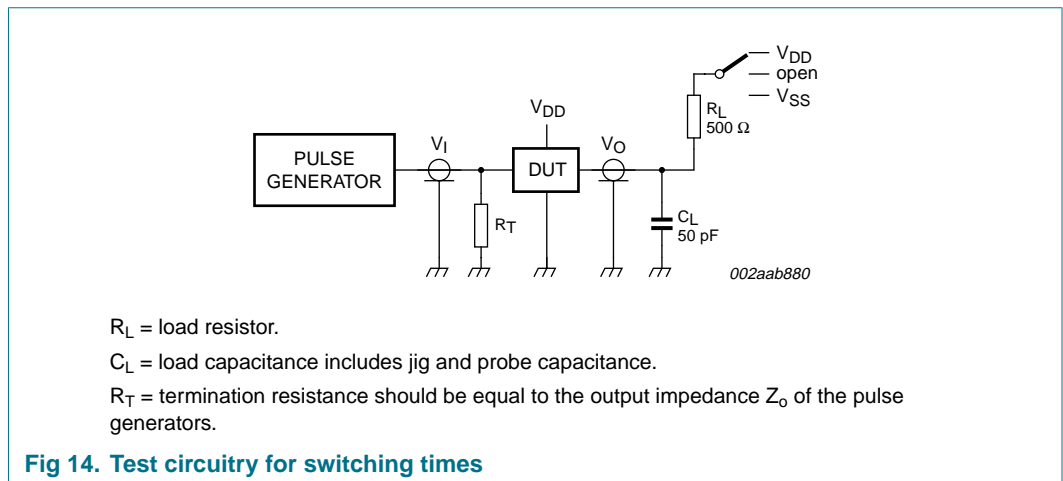 VDD
open
VSS
RL
500 Ω
VDD
VI
VO
PULSE
GENERATOR
DUT
RT
CL
50 pF
002aab880
RL = load resistor.
CL = load capacitance includes jig and probe capacitance.
RT = termination resistance should be equal to the output impedance Zo of the pulse
generators.
Fig 14. Test circuitry for switching times